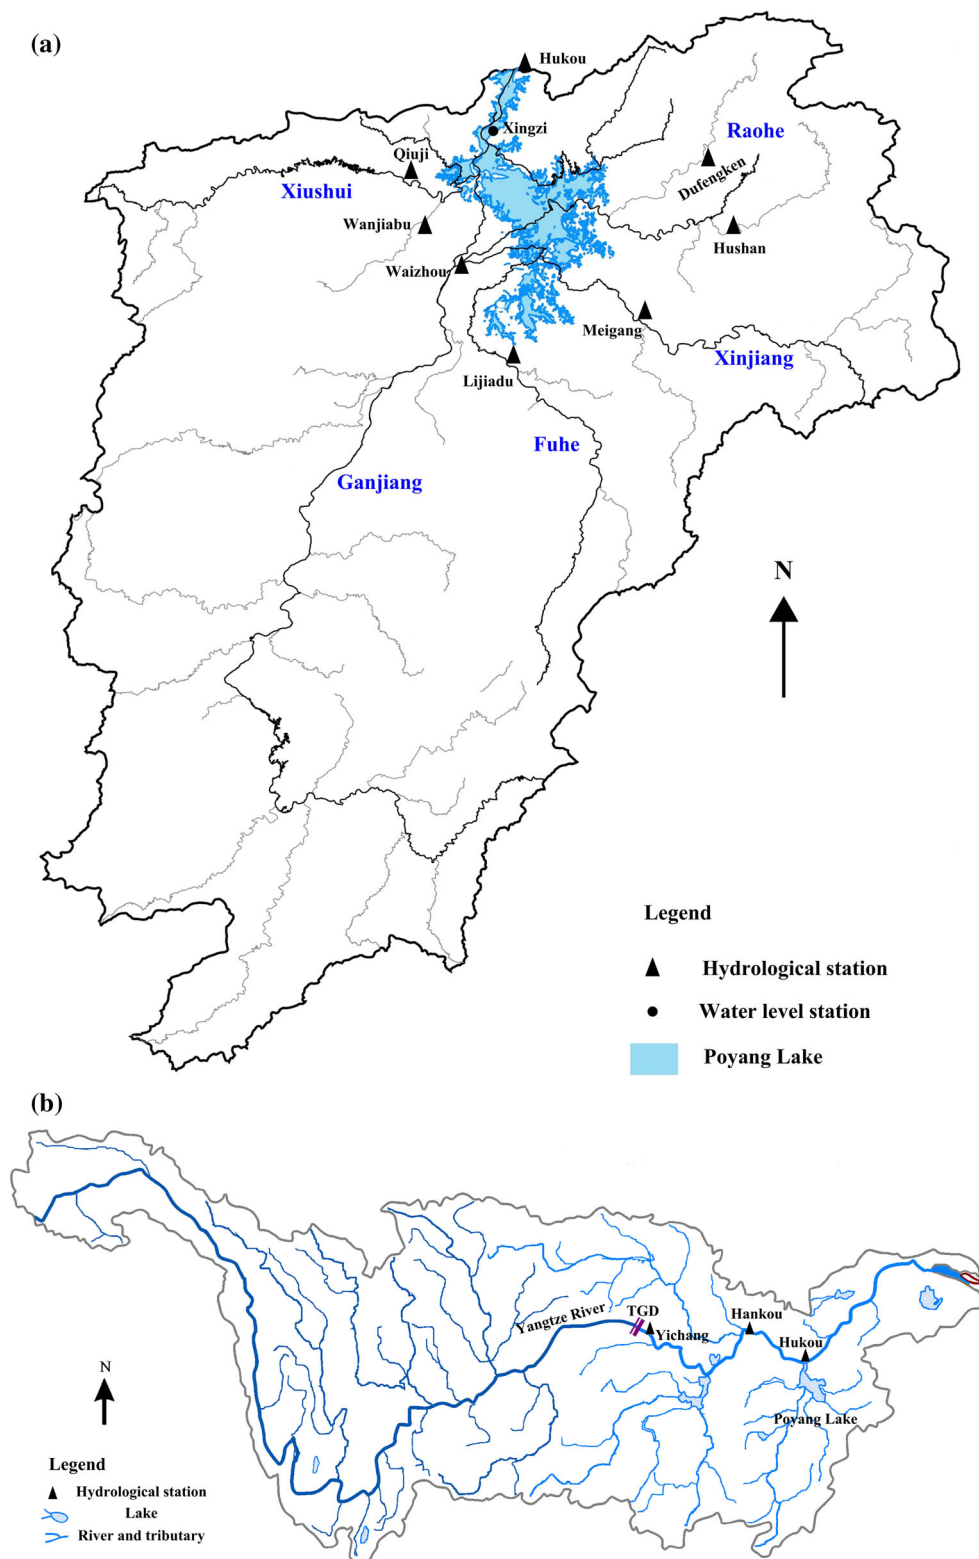 (a)
Hukou
Xingzi
Raohe
Qiuji
Dufengken
Xiushui
Wanjiabu
Hushan
Waizhou
Meigang
Xinjiang
Lijiadu
Fuhe
Ganjiang
N
Legend
Hydrological station
Water level station
Poyang Lake
(b)
Yangtze River
TGD
Yichang
Hankou
Hukou
N
Poyang Lake
Legend
Hydrological station
Lake
River and tributary